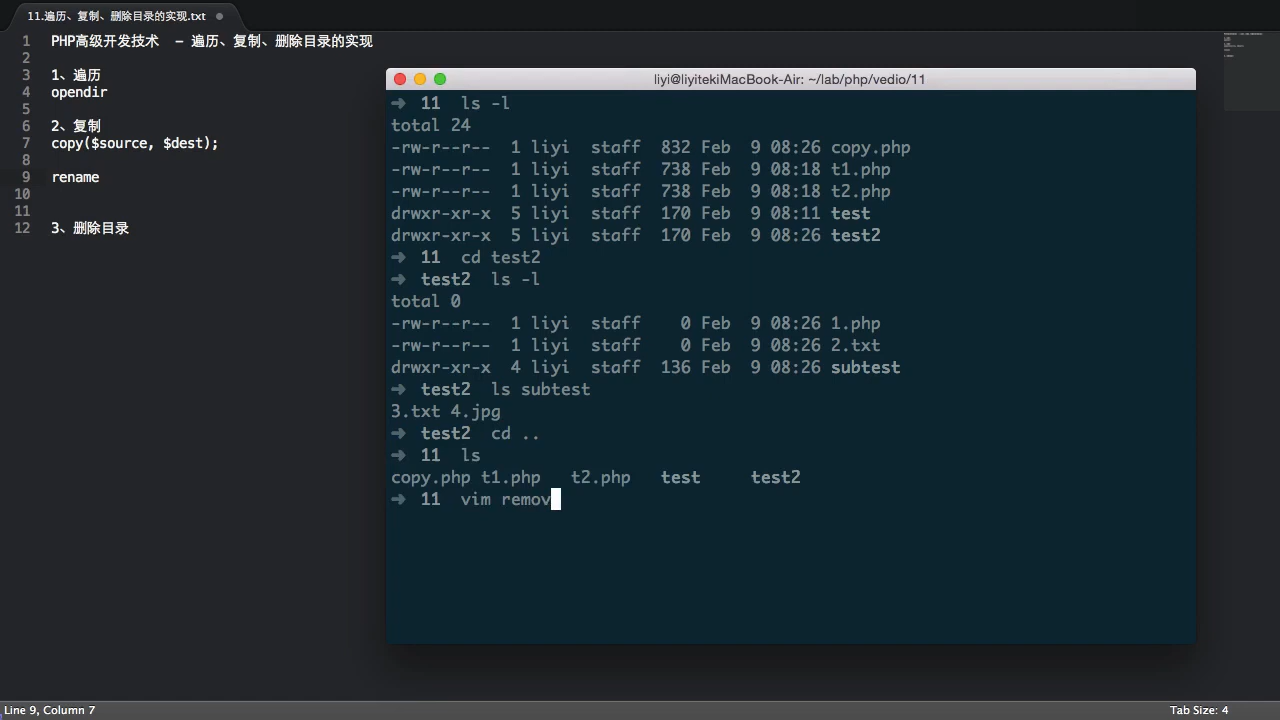 11.遍历、复制、删除目录的实现.txt
1 PHP高级开发技术 - 遍历、复制、删除目录的实现
2
3 1、遍历
4 opendir
5
6 2、复制
7 copy($source, $dest);
8
9 rename
10
11
12 3、删除目录
liyi@liyitekiMacBook-Air: ~/lab/php/vedio/11
➜ 11 ls -l
total 24
-rw-r--r-- 1 liyi staff 832 Feb 9 08:26 copy.php
-rw-r--r-- 1 liyi staff 738 Feb 9 08:18 t1.php
-rw-r--r-- 1 liyi staff 738 Feb 9 08:18 t2.php
drwxr-xr-x 5 liyi staff 170 Feb 9 08:11 test
drwxr-xr-x 5 liyi staff 170 Feb 9 08:26 test2
➜ 11 cd test2
➜ test2 ls -l
total 0
-rw-r--r-- 1 liyi staff 0 Feb 9 08:26 1.php
-rw-r--r-- 1 liyi staff 0 Feb 9 08:26 2.txt
drwxr-xr-x 4 liyi staff 136 Feb 9 08:26 subtest
➜ test2 ls subtest
3.txt 4.jpg
➜ test2 cd ..
➜ 11 ls
copy.php t1.php t2.php test test2
➜ 11 vim remov
Line 9, Column 7
Tab Size: 4